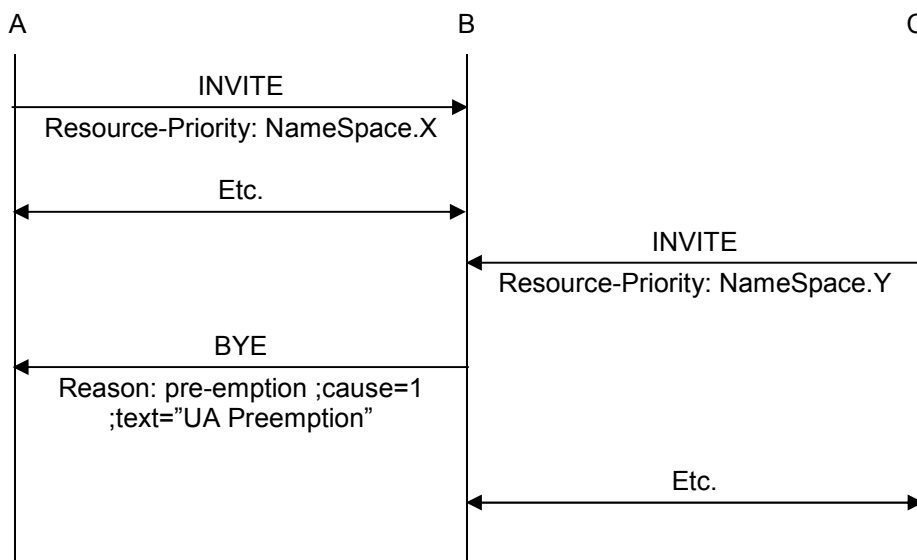 A B C
INVITE
Resource-Priority: NameSpace.X
Etc.
INVITE
Resource-Priority: NameSpace.Y
BYE
Reason: pre-emption ;cause=1
;text=”UA Preemption”
Etc.